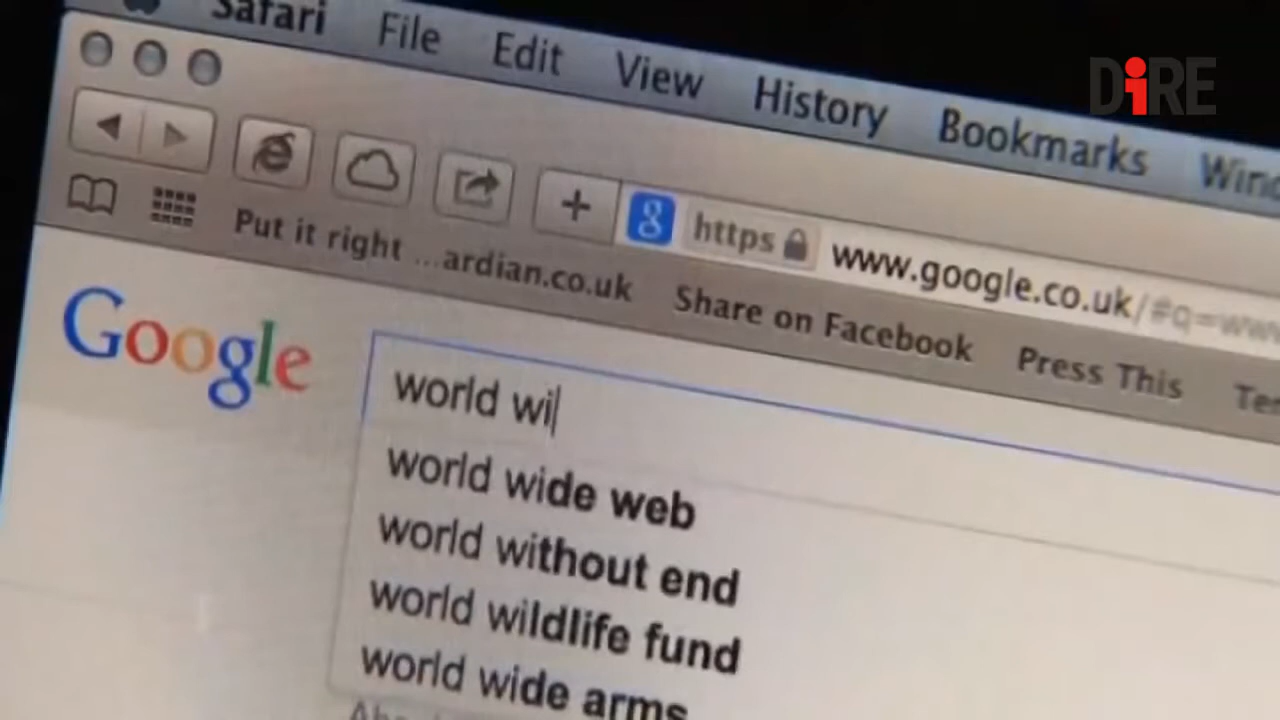 Safari File Edit View History Bookmarks
DiRE
g https www.google.co.uk/#q=ww
Put it right ...ardian.co.uk Share on Facebook Press This
Google
world wi
world wide web
world without end
world wildlife fund
world wide arms